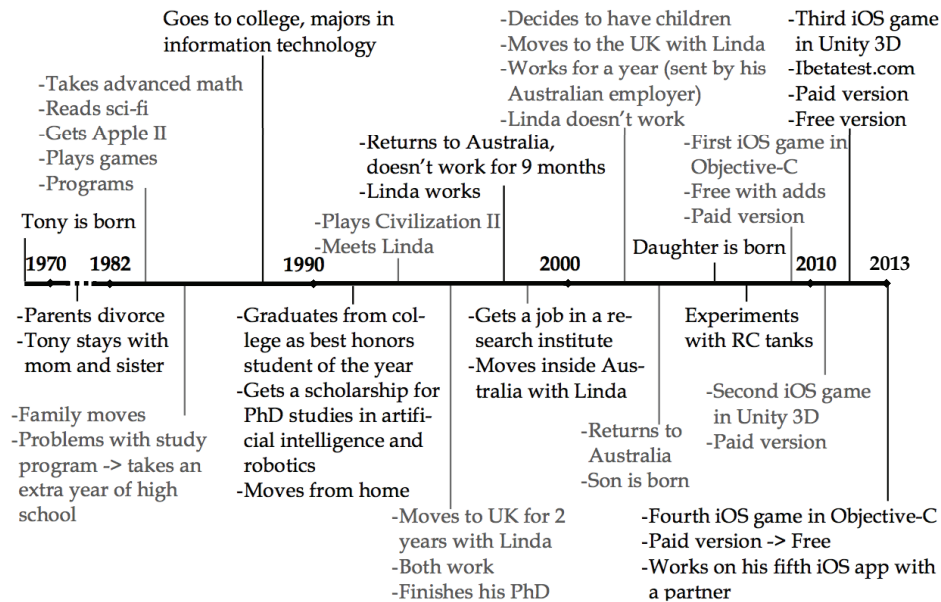 Goes to college, majors in
information technology
-Takes advanced math
-Reads sci-fi
-Gets Apple II
-Plays games
-Programs
-Decides to have children
-Moves to the UK with Linda
-Works for a year (sent by his
Australian employer)
-Linda doesn't work
-Third iOS game
in Unity 3D
-Ibetatest.com
-Paid version
-Free version
-Returns to Australia,
doesn't work for 9 months
-Linda works
-First iOS game in
Objective-C
-Free with adds
-Paid version
Tony is born
-Plays Civilization II
-Meets Linda
Daughter is born
1970
1982
1990
2000
2010
2013
-Parents divorce
-Tony stays with
mom and sister
-Family moves
-Problems with study
program -> takes an
extra year of high
school
-Graduates from col-
lege as best honors
student of the year
-Gets a scholarship for
PhD studies in artifi-
cial intelligence and
robotics
-Moves from home
-Moves to UK for 2
years with Linda
-Both work
-Finishes his PhD
-Gets a job in a re-
search institute
-Moves inside Aus-
tralia with Linda
-Returns to
Australia
-Son is born
Experiments
with RC tanks
-Second iOS game
in Unity 3D
-Paid version
-Fourth iOS game in Objective-C
-Paid version -> Free
-Works on his fifth iOS app with
a partner